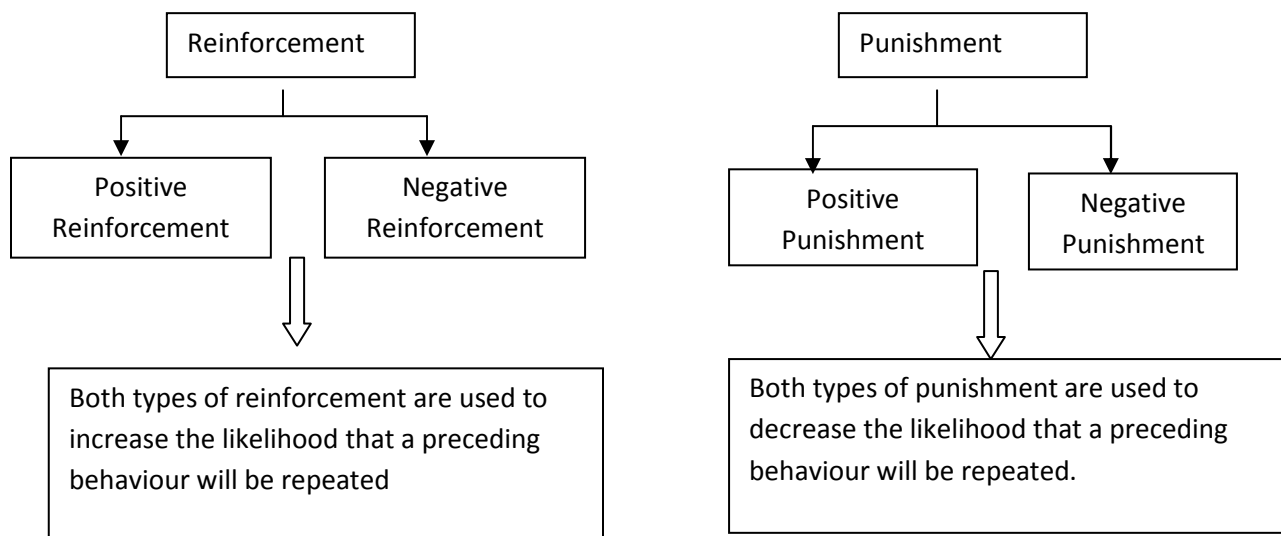 Reinforcement
Positive
Reinforcement
Negative
Reinforcement
Both types of reinforcement are used to
increase the likelihood that a preceding
behaviour will be repeated
Punishment
Positive
Punishment
Negative
Punishment
Both types of punishment are used to
decrease the likelihood that a preceding
behaviour will be repeated.